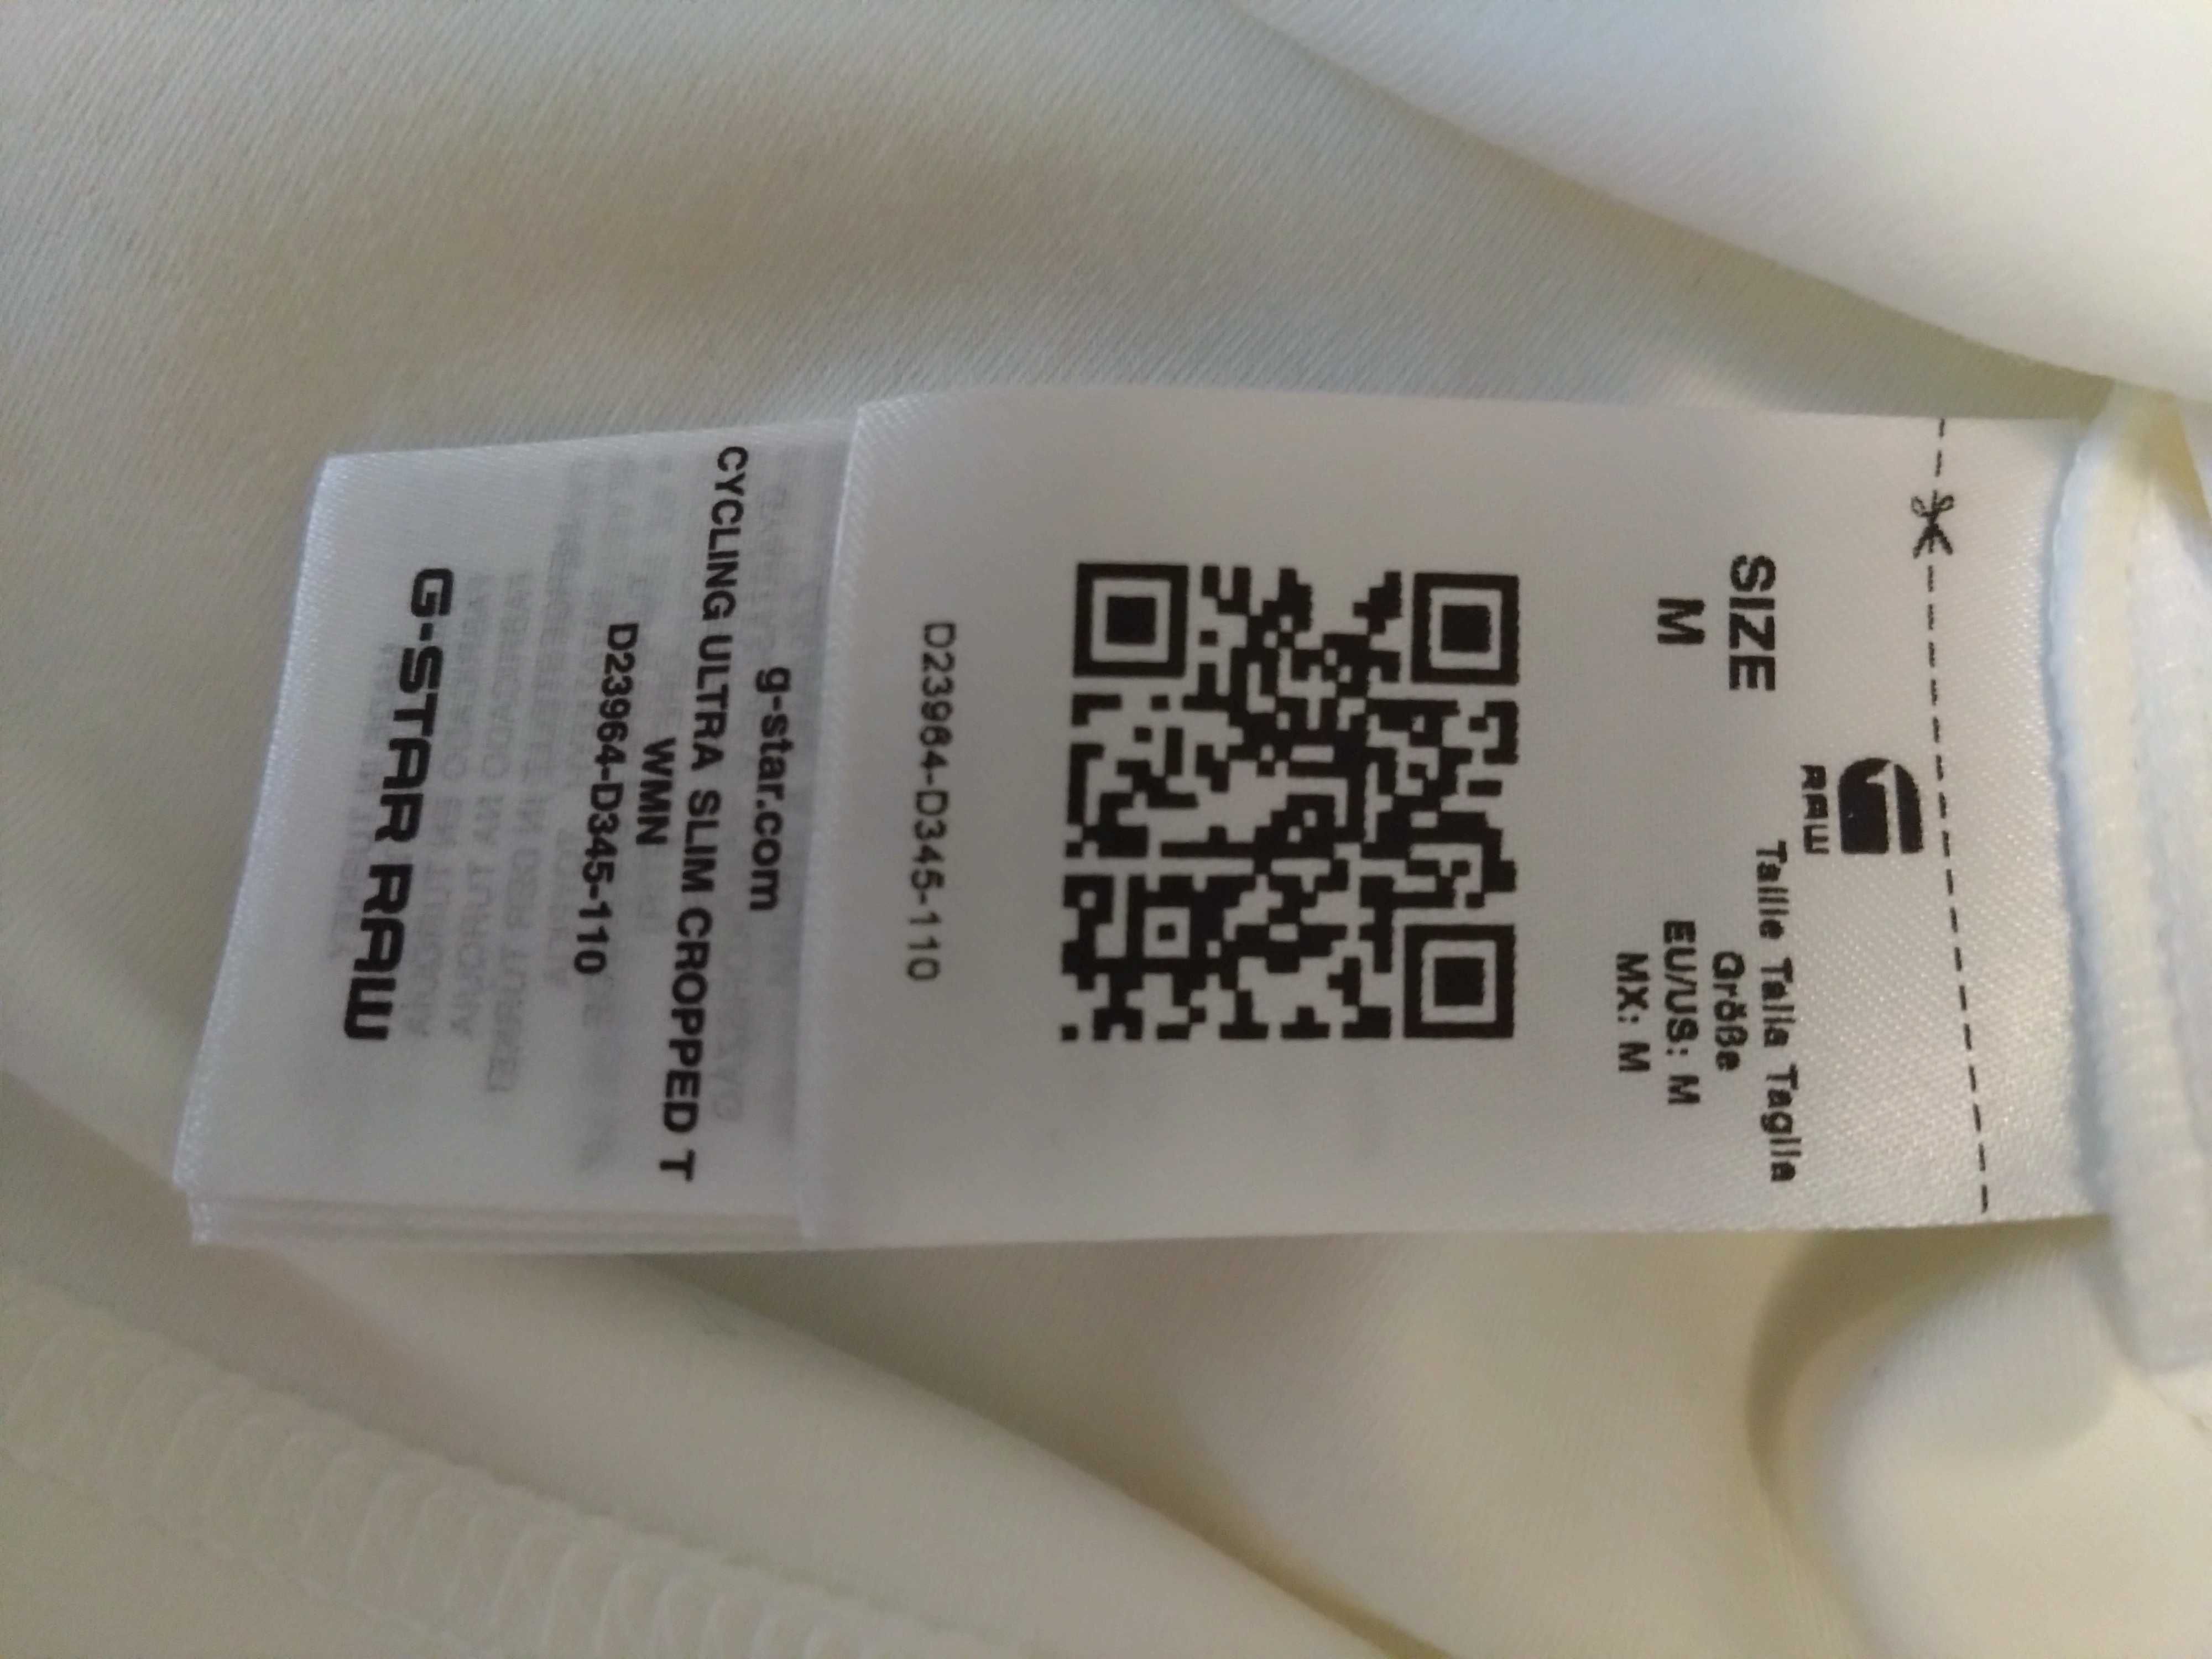 RAW
SIZE
M
Taille Talla Taglia
Größe
EU/US: M
MX: M
D23964-D345-110
g-star.com
CYCLING ULTRA SLIM CROPPED T
WMN
D23964-D345-110
G-STAR RAW